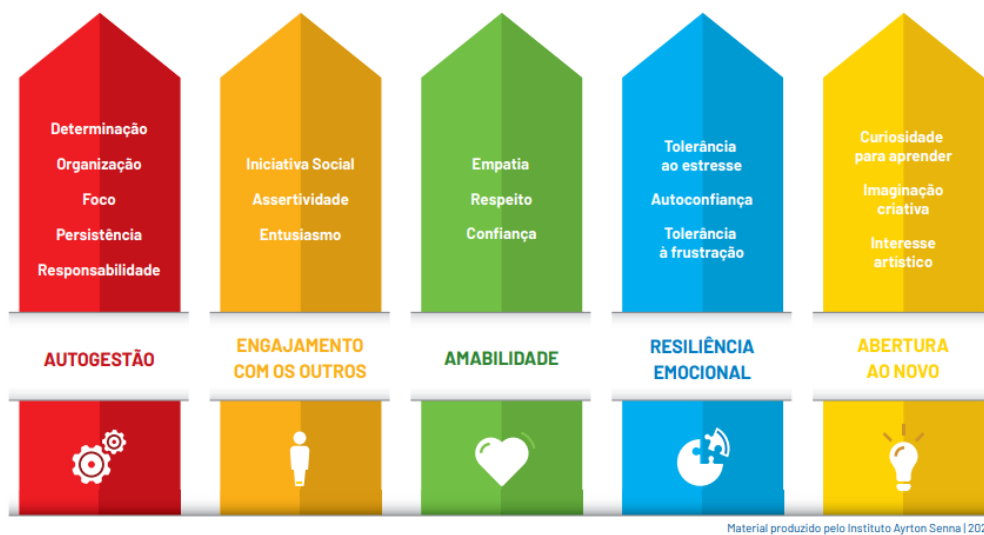 Determinação
Organização
Foco
Persistência
Responsabilidade
AUTOGESTÃO
Iniciativa Social
Assertividade
Entusiasmo
ENGAJAMENTO
COM OS OUTROS
Empatia
Respeito
Confiança
AMABILIDADE
Tolerância
ao estresse
Autoconfiança
Tolerância
à frustração
RESILIÊNCIA
EMOCIONAL
Curiosidade
para aprender
Imaginação
criativa
Interesse
artístico
ABERTURA
AO NOVO
Material produzido pelo Instituto Ayrton Senna |